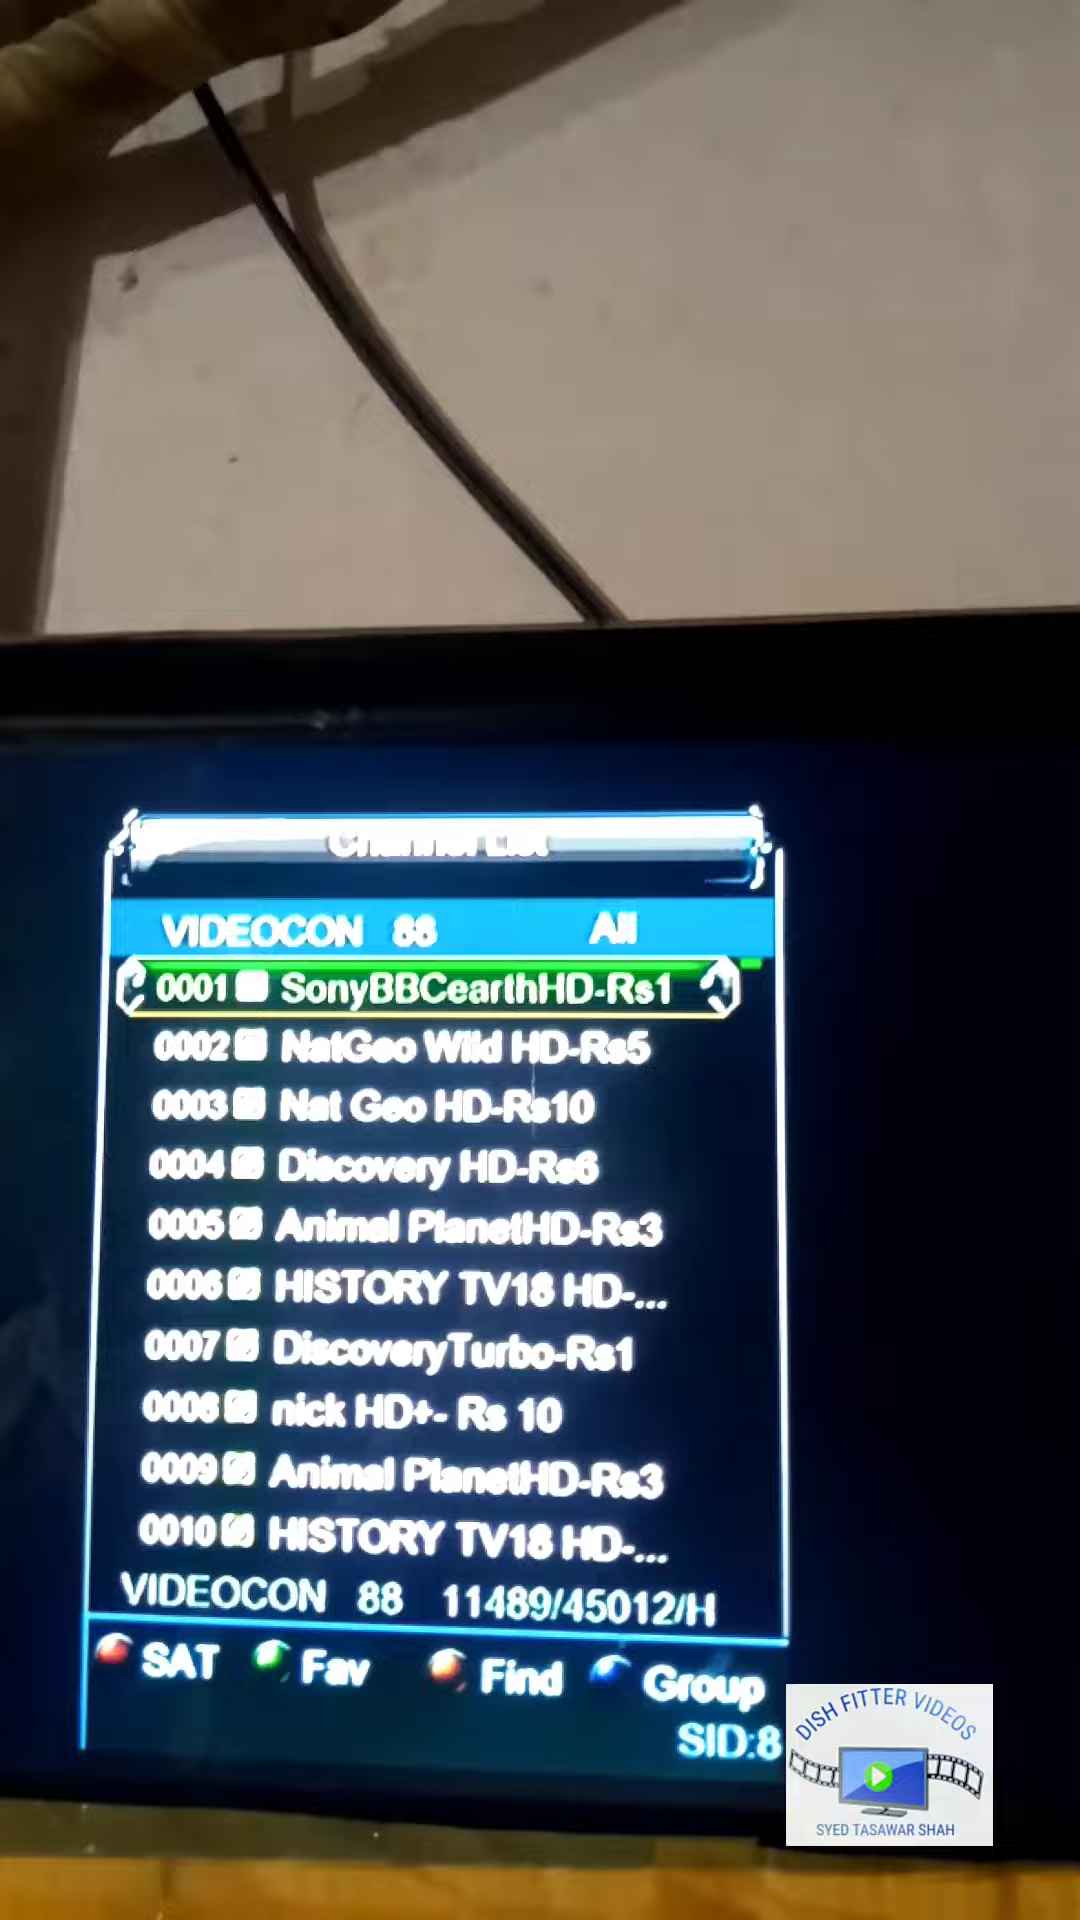 Channel List
VIDEOCON 88 All
0001 SonyBBCearthHD-Rs1
0002 NatGeo Wild HD-Rs5
0003 Nat Geo HD-Rs10
0004 Discovery HD-Rs6
0005 Animal PlanetHD-Rs3
0006 HISTORY TV18 HD-...
0007 DiscoveryTurbo-Rs1
0008 nick HD+- Rs 10
0009 Animal PlanetHD-Rs3
0010 HISTORY TV18 HD-...
VIDEOCON 88 11489/45012/H
SAT Fav Find Group
SID:8
DISH FITTER VIDEOS
SYED TASAWAR SHAH